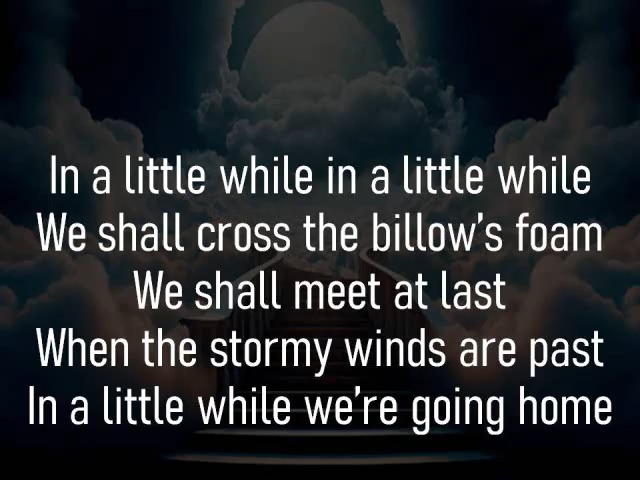 In a little while in a little while
We shall cross the billow’s foam
We shall meet at last
When the stormy winds are past
In a little while we’re going home